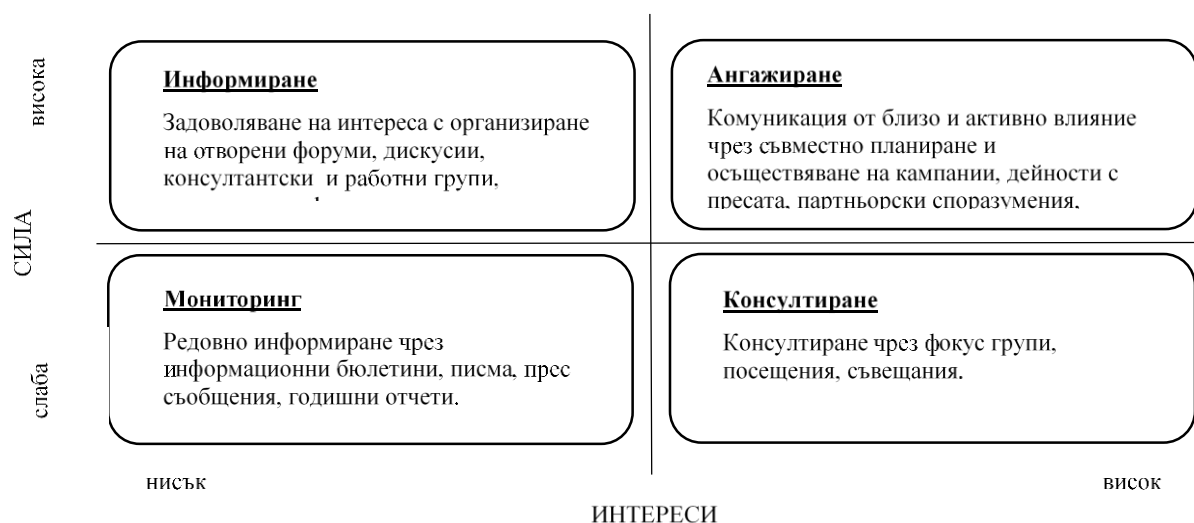 висока
Информиране
Задоволяване на интереса с организиране
на отворени форуми, дискусии,
консултантски и работни групи,
Ангажиране
Комуникация от близо и активно влияние
чрез съвместно планиране и
осъществяване на кампании, дейности с
пресата, партньорски споразумения,
СИЛА
слаба
Мониторинг
Редовно информиране чрез
информационни бюлетини, писма, прес
съобщения, годишни отчети.
Консултиране
Консултиране чрез фокус групи,
посещения, съвещания.
нисък
висок
ИНТЕРЕСИ